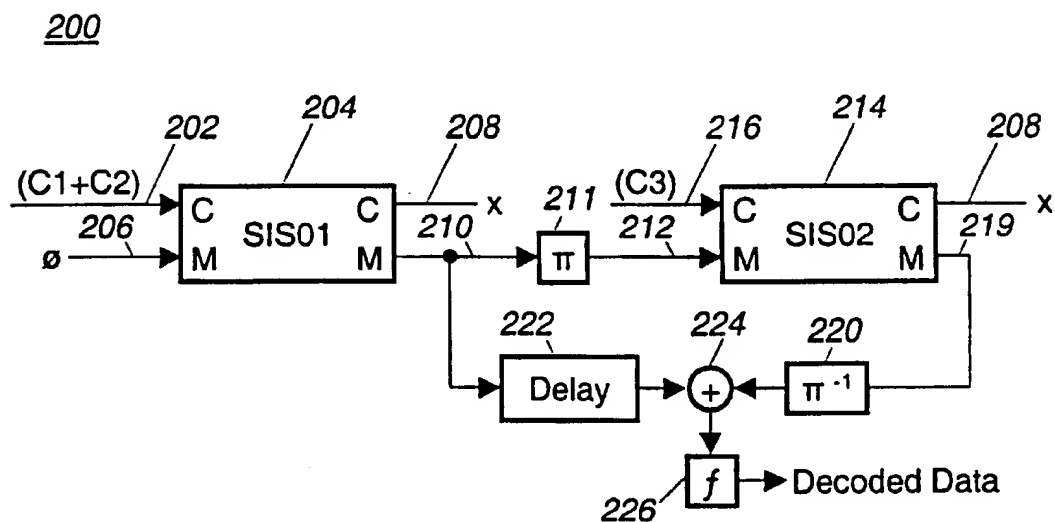 200
202
204
208
216
214
208
(C1+C2)
(C3)
206
ø
C
M
SIS01
C
M
x
210
211
π
212
C
M
SIS02
C
M
x
219
222
Delay
224
+
220
π⁻¹
226
f
Decoded Data